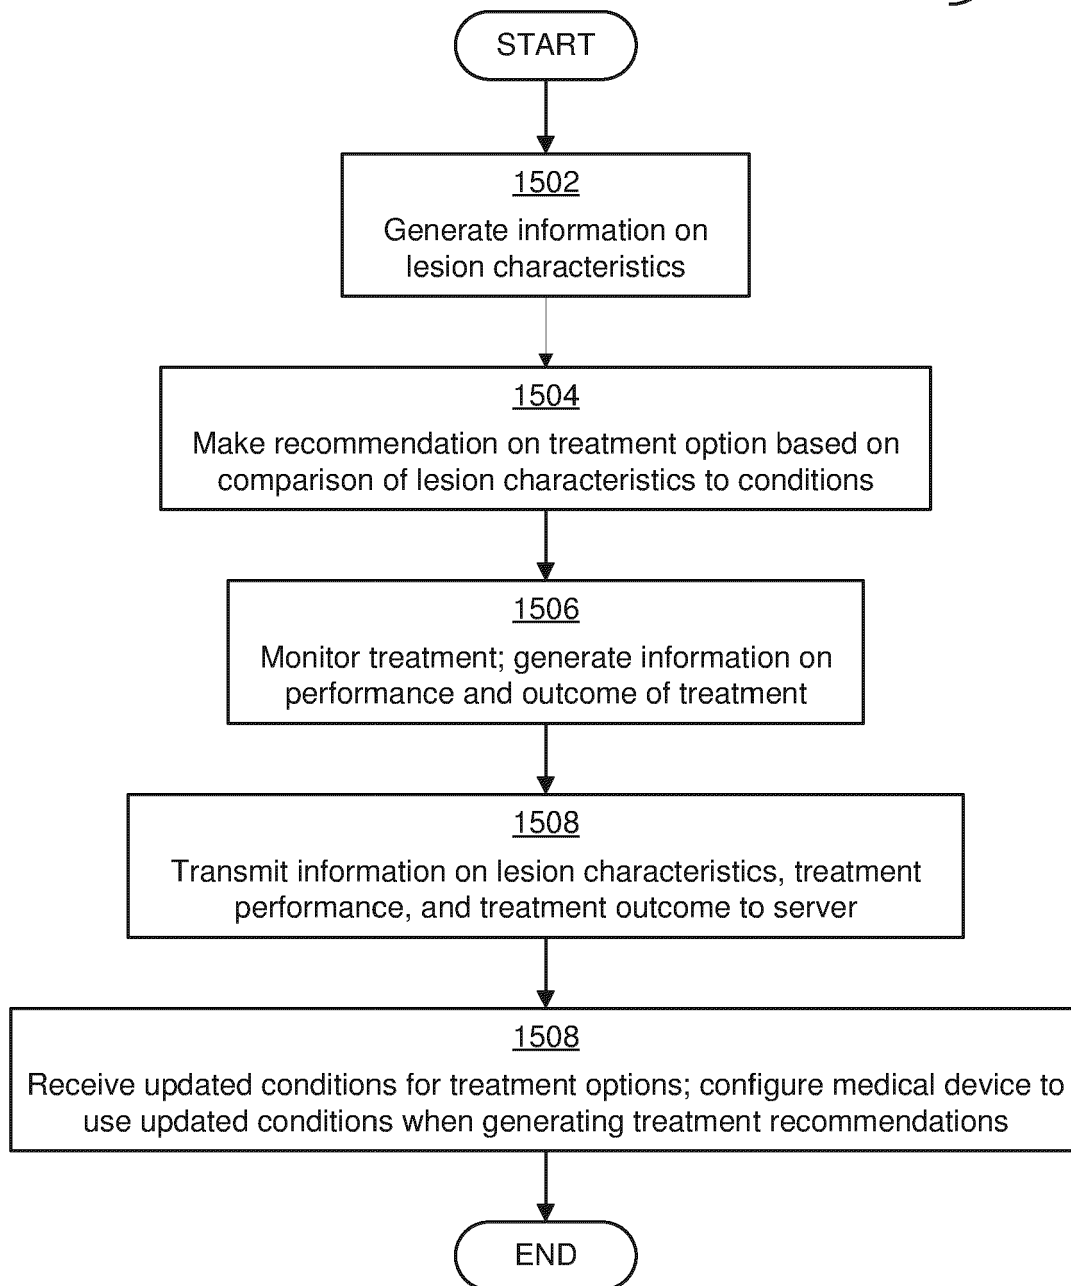 START
1502
Generate information on
lesion characteristics
1504
Make recommendation on treatment option based on
comparison of lesion characteristics to conditions
1506
Monitor treatment; generate information on
performance and outcome of treatment
1508
Transmit information on lesion characteristics, treatment
performance, and treatment outcome to server
1508
Receive updated conditions for treatment options; configure medical device to
use updated conditions when generating treatment recommendations
END